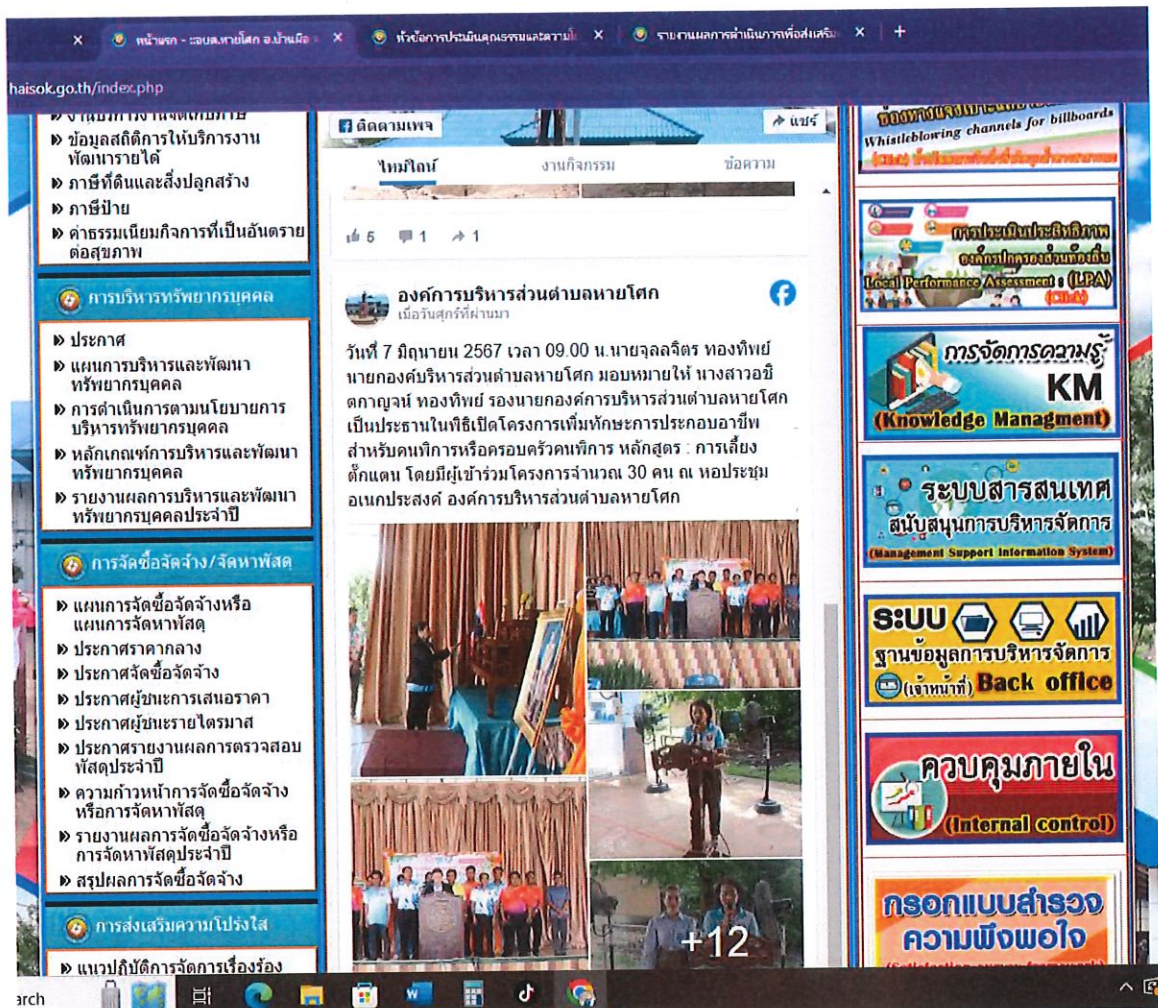 หน้าแรก - ::อบต.หายโศก อ.บ้านผือ
หัวข้อการประเมินคุณธรรมและความ
รายงานผลการดำเนินการเพื่อส่งเสริม
haisok.go.th/index.php
ข้อมูลสถิติการให้บริการงาน
พัฒนารายได้
ภาษีที่ดินและสิ่งปลูกสร้าง
ภาษีป้าย
ค่าธรรมเนียมกิจการที่เป็นอันตราย
ต่อสุขภาพ
การบริหารทรัพยากรบุคคล
ประกาศ
แผนการบริหารและพัฒนา
ทรัพยากรบุคคล
การดำเนินการตามนโยบายการ
บริหารทรัพยากรบุคคล
หลักเกณฑ์การบริหารและพัฒนา
ทรัพยากรบุคคล
รายงานผลการบริหารและพัฒนา
ทรัพยากรบุคคลประจำปี
การจัดซื้อจัดจ้าง/จัดหาพัสดุ
แผนการจัดซื้อจัดจ้างหรือ
แผนการจัดหาพัสดุ
ประกาศราคากลาง
ประกาศจัดซื้อจัดจ้าง
ประกาศผู้ชนะการเสนอราคา
ประกาศผู้ชนะรายไตรมาส
ประกาศรายงานผลการตรวจสอบ
พัสดุประจำปี
ความก้าวหน้าการจัดซื้อจัดจ้าง
หรือการจัดหาพัสดุ
รายงานผลการจัดซื้อจัดจ้างหรือ
การจัดหาพัสดุประจำปี
สรุปผลการจัดซื้อจัดจ้าง
การส่งเสริมความโปร่งใส
แนวปฏิบัติการจัดการเรื่องร้อง
ติดตามเพจ
แชร์
ไทม์ไลน์ งานกิจกรรม ข้อความ
5 1 1
องค์การบริหารส่วนตำบลหายโศก
เมื่อวันศุกร์ที่ผ่านมา
วันที่ 7 มิถุนายน 2567 เวลา 09.00 น.นายจุลลจิตร ทองทิพย์
นายกองค์บริหารส่วนตำบลหายโศก มอบหมายให้ นางสาวอชิ
ตกาญจน์ ทองทิพย์ รองนายกองค์การบริหารส่วนตำบลหายโศก
เป็นประธานในพิธีเปิดโครงการเพิ่มทักษะการประกอบอาชีพ
สำหรับคนพิการหรือครอบครัวคนพิการ หลักสูตร : การเลี้ยง
ตั๊กแตน โดยมีผู้เข้าร่วมโครงการจำนวณ 30 คน ณ หอประชุม
อเนกประสงค์ องค์การบริหารส่วนตำบลหายโศก
+12
Whistleblowing channels for billboards
การประเมินประสิทธิภาพ
องค์กรปกครองส่วนท้องถิ่น
Local Performance Assessment : (LPA)
(Click)
การจัดการความรู้
KM
(Knowledge Managment)
ระบบสารสนเทศ
สนับสนุนการบริหารจัดการ
(Management Support Information System)
ระบบ
ฐานข้อมูลการบริหารจัดการ
(เจ้าหน้าที่) Back office
ควบคุมภายใน
(Internal control)
กรอกแบบสำรวจ
ความพึงพอใจ
arch